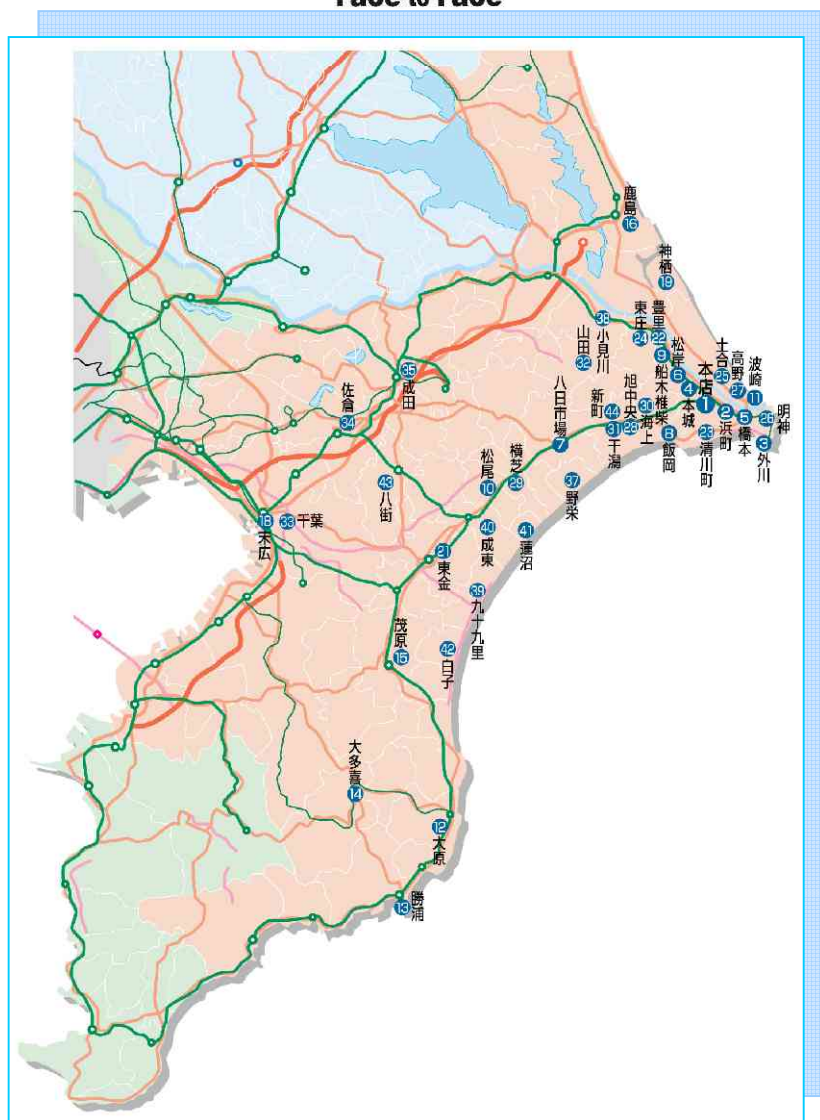 Face to Face
鹿島
16
神栖
19
38
小見川
山田
32
東庄
24
豊里
22
9
船木椎柴
松岸
6
4
本城
本店
1
土合
25
高野
27
波崎
11
26
明神
2
浜町
5
橋本
3
外川
23
清川町
8
飯岡
30
海上
旭中央
28
新町
44
31
干潟
八日市場
7
35
成田
佐倉
34
43
八街
松尾
10
横芝
29
37
野栄
40
成東
41
蓮沼
18
末広
33
千葉
21
東金
39
九十九里
茂原
15
42
白子
大多喜
14
12
大原
13
勝浦